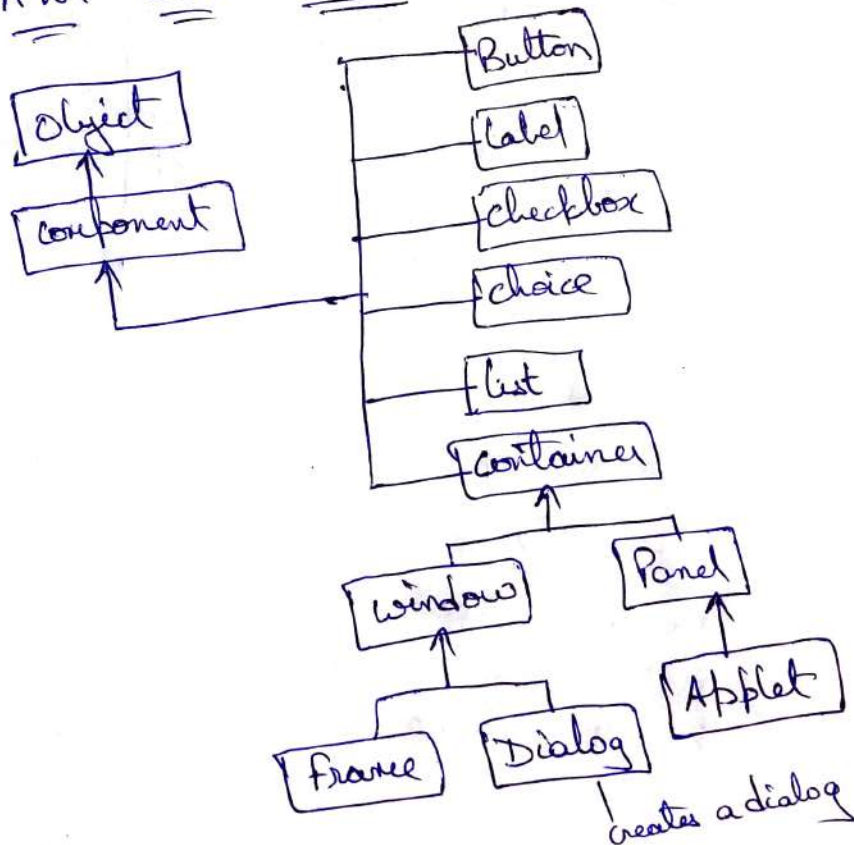 Button
Object
Label
component
checkbox
choice
list
container
window
Panel
Applet
Frame
Dialog
creates a dialog